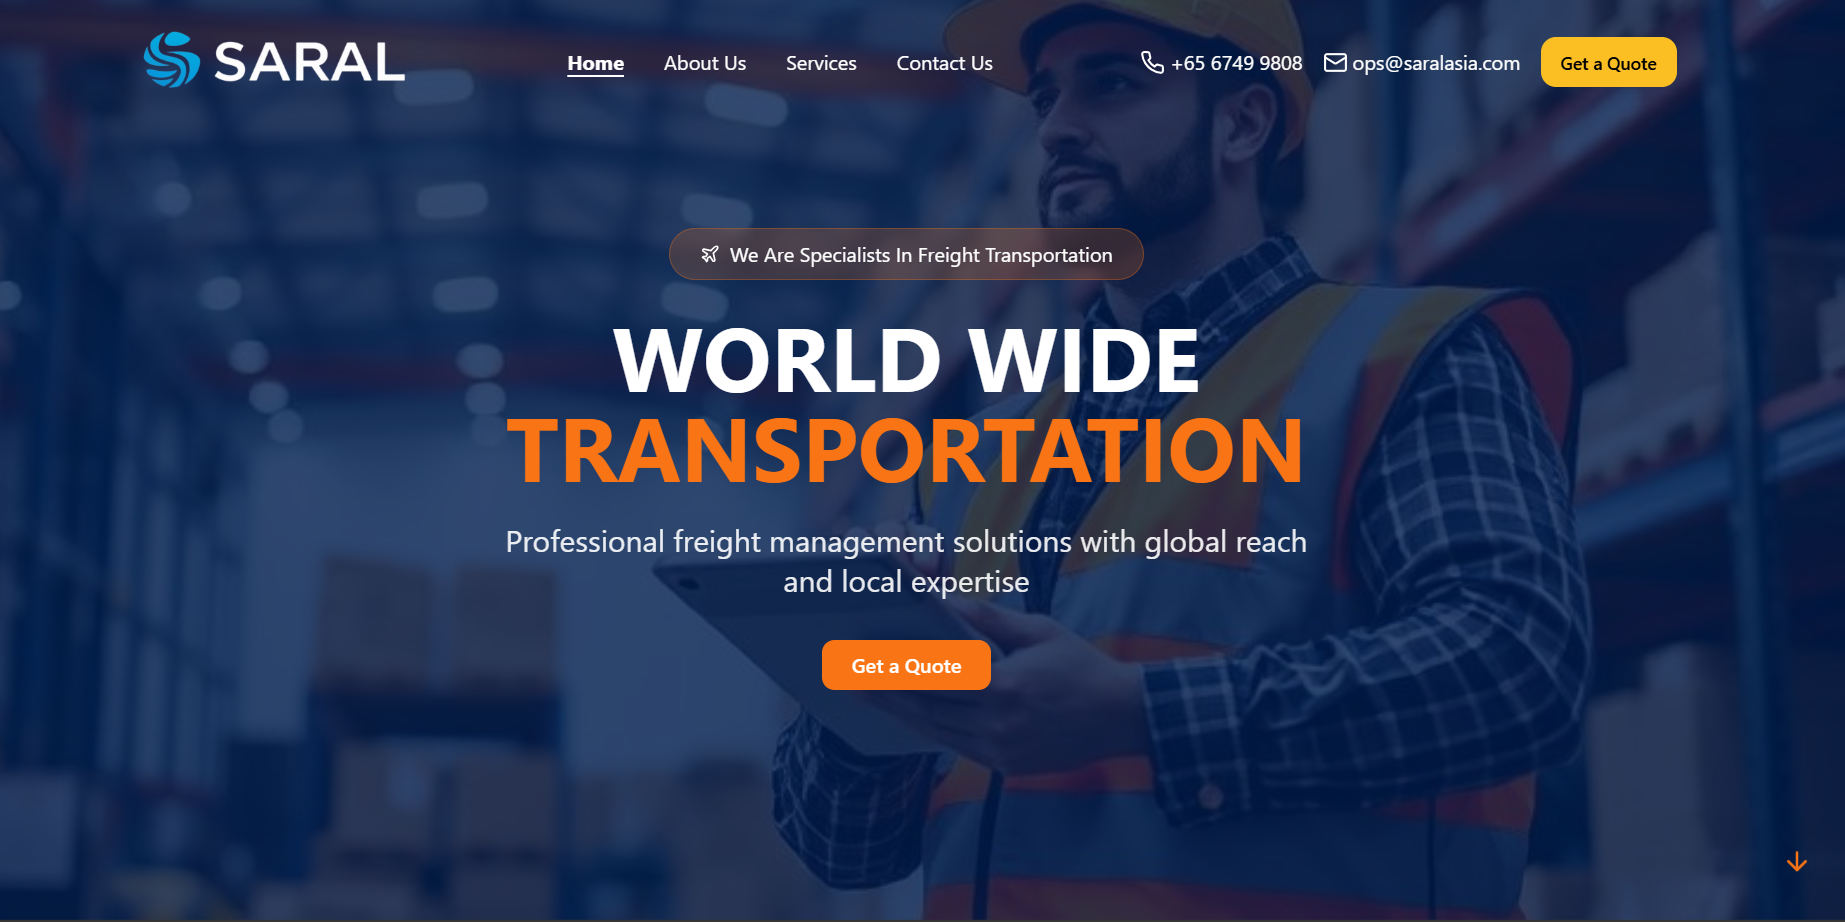 SARAL
Home
About Us
Services
Contact Us
+65 6749 9808
ops@saralasia.com
Get a Quote
We Are Specialists In Freight Transportation
WORLD WIDE
TRANSPORTATION
Professional freight management solutions with global reach
and local expertise
Get a Quote